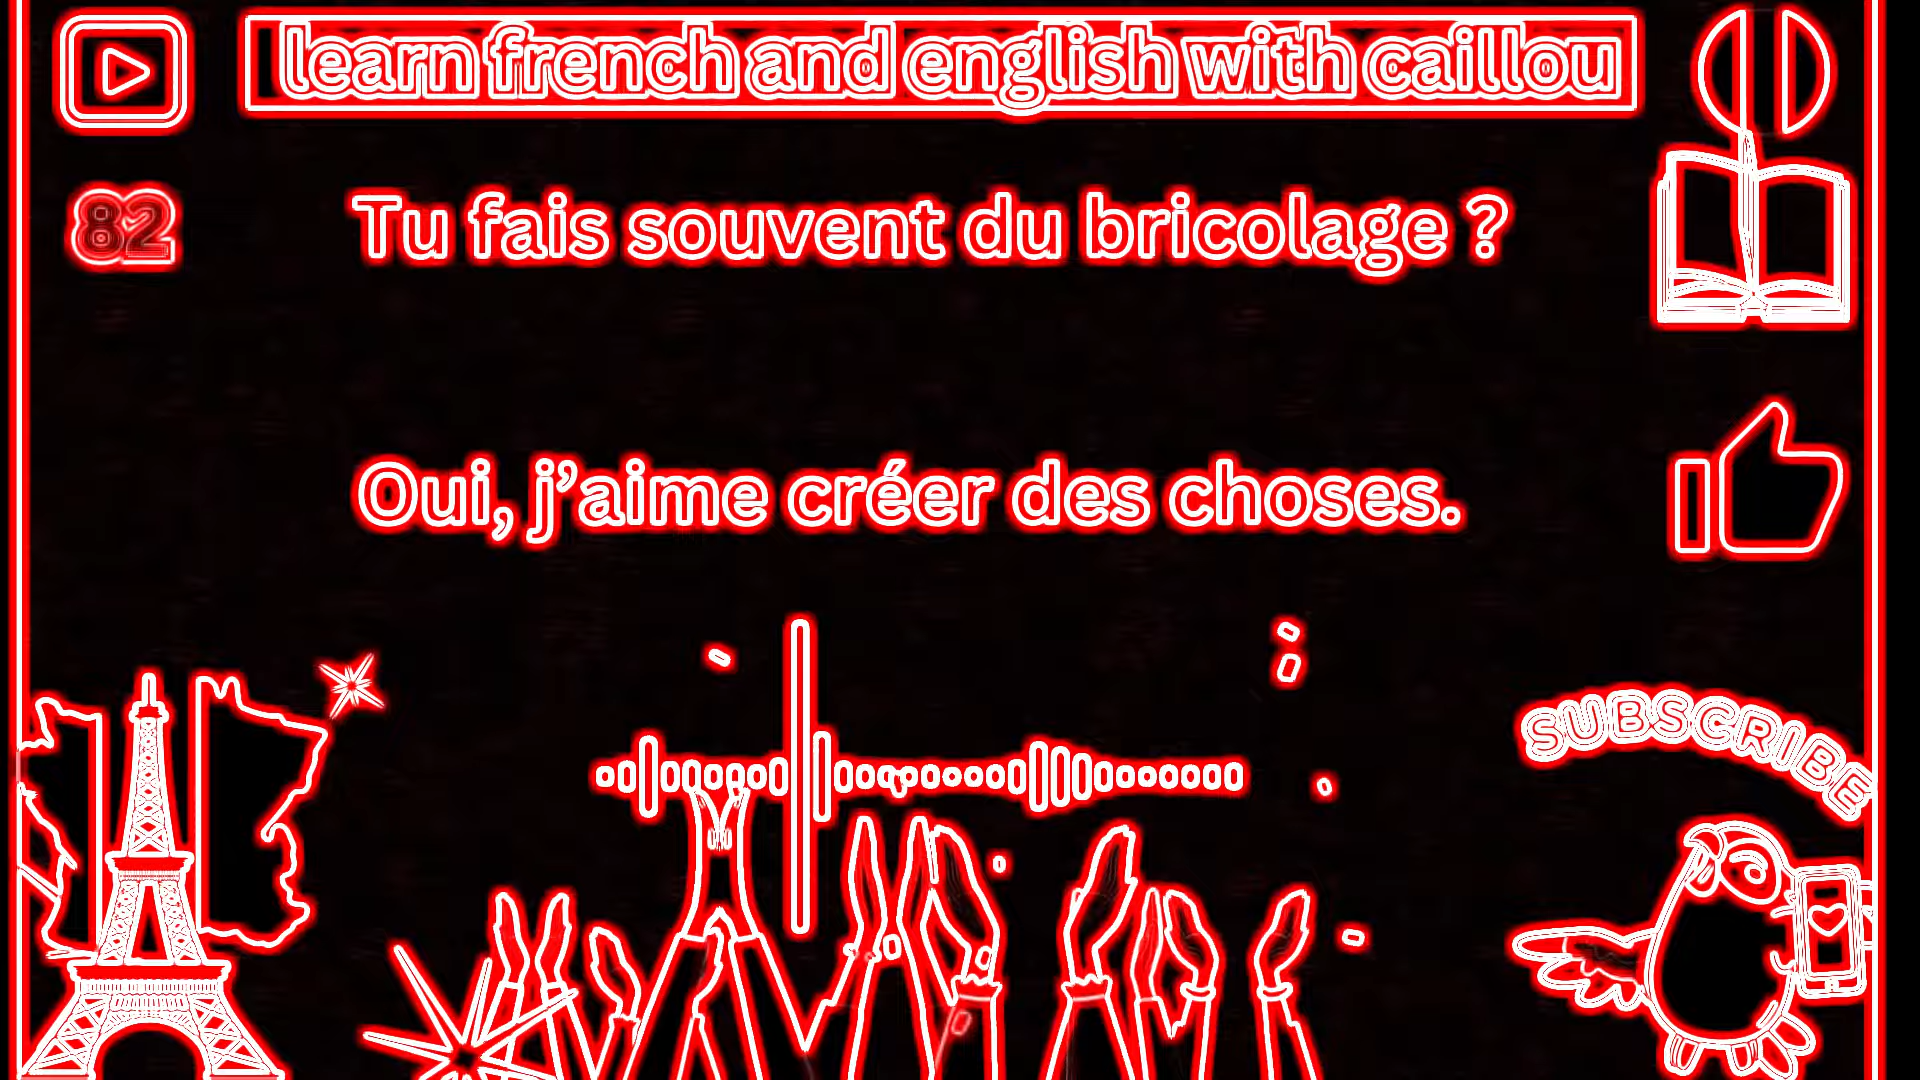 learn french and english with caillou
82
Tu fais souvent du bricolage ?
Oui, j’aime créer des choses.
SUBSCRIBE